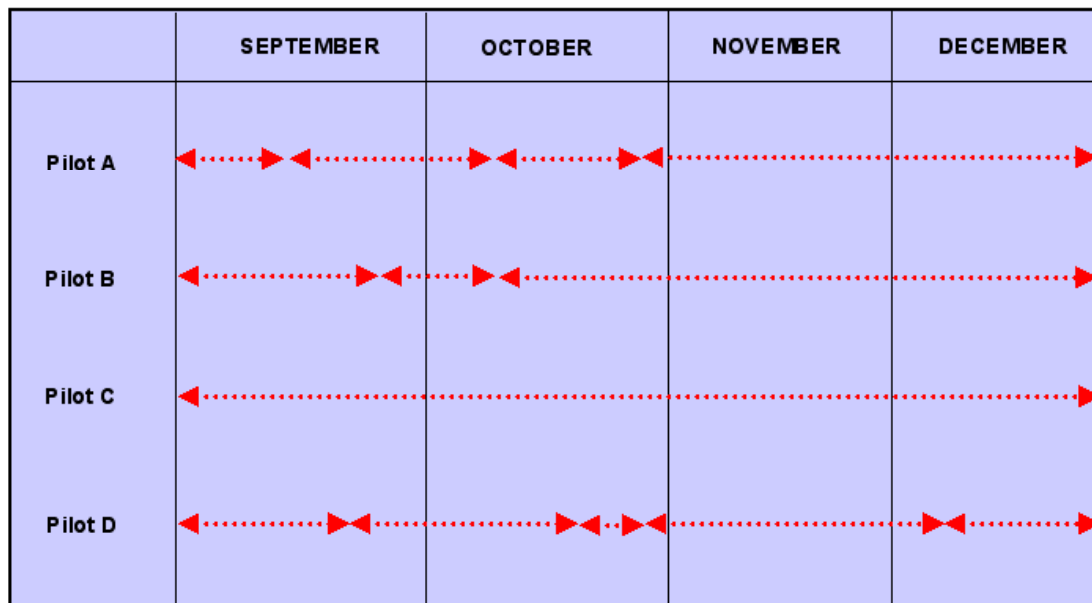 SEPTEMBER OCTOBER NOVEMBER DECEMBER
Pilot A
Pilot B
Pilot C
Pilot D